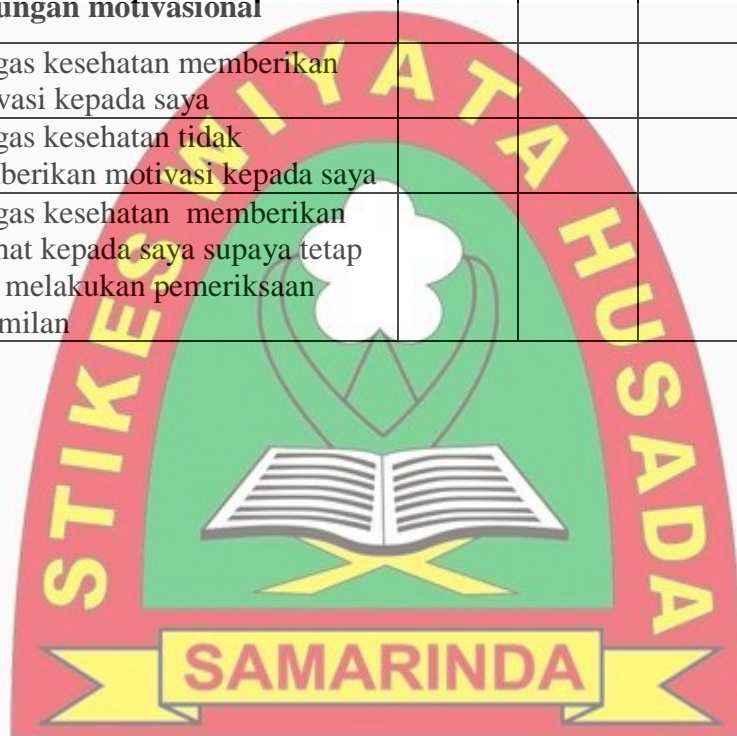 ungan motivasional
gas kesehatan memberikan
vasi kepada saya
gas kesehatan tidak
berikan motivasi kepada saya
gas kesehatan memberikan
hat kepada saya supaya tetap
melakukan pemeriksaan
milan
STIKES WIYATA HUSADA
SAMARINDA